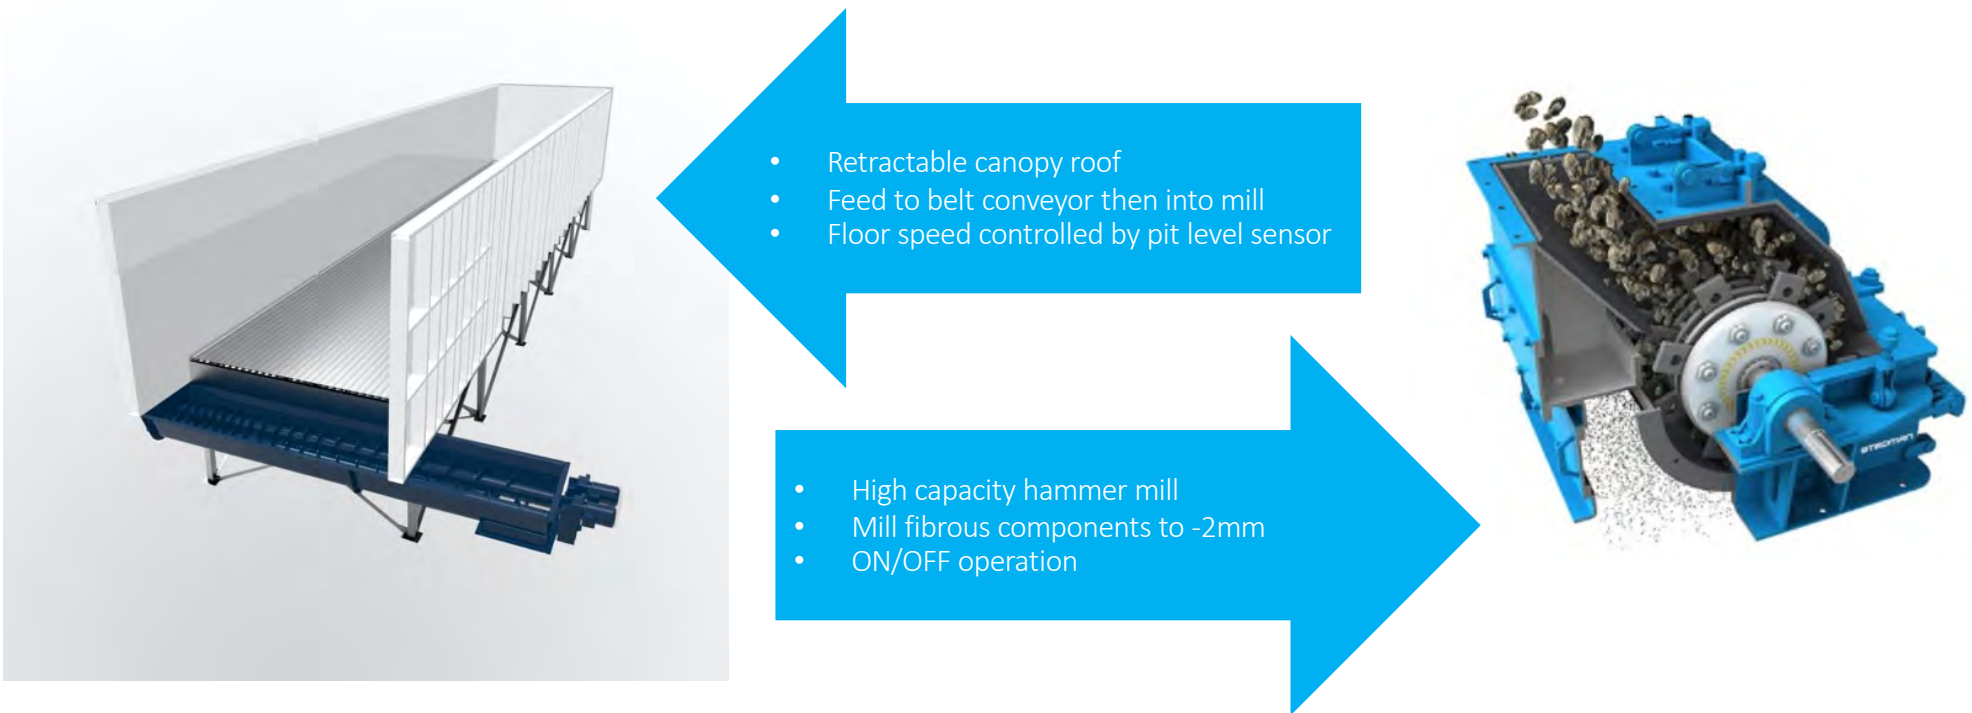 • Retractable canopy roof
• Feed to belt conveyor then into mill
• Floor speed controlled by pit level sensor
• High capacity hammer mill
• Mill fibrous components to -2mm
• ON/OFF operation
STEDMAN